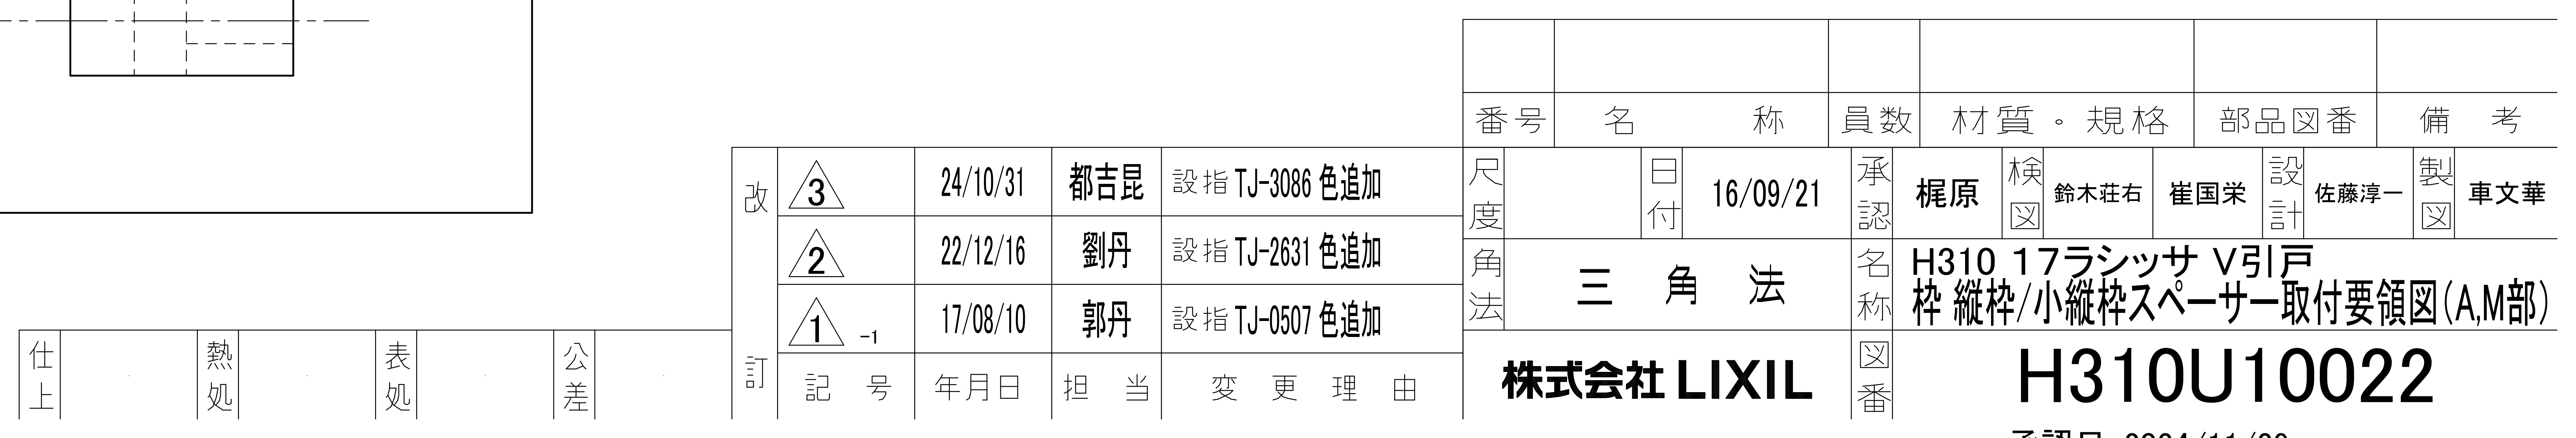 番号 名称 員数 材質・規格 部品図番 備考
改訂
3 24/10/31 都吉昆 設指 TJ-3086 色追加
2 22/12/16 劉丹 設指 TJ-2631 色追加
1 -1 17/08/10 郭丹 設指 TJ-0507 色追加
記号 年月日 担当 変更理由
尺度 日付 16/09/21 承認 梶原 検図 鈴木荘右 崔国栄 設計 佐藤淳一 製図 車文華
角法 三角法 名称 H310 17ラシッサ V引戸
枠 縦枠/小縦枠スペーサー取付要領図(A,M部)
株式会社 LIXIL 図番 H310U10022
仕上 熱処 表処 公差